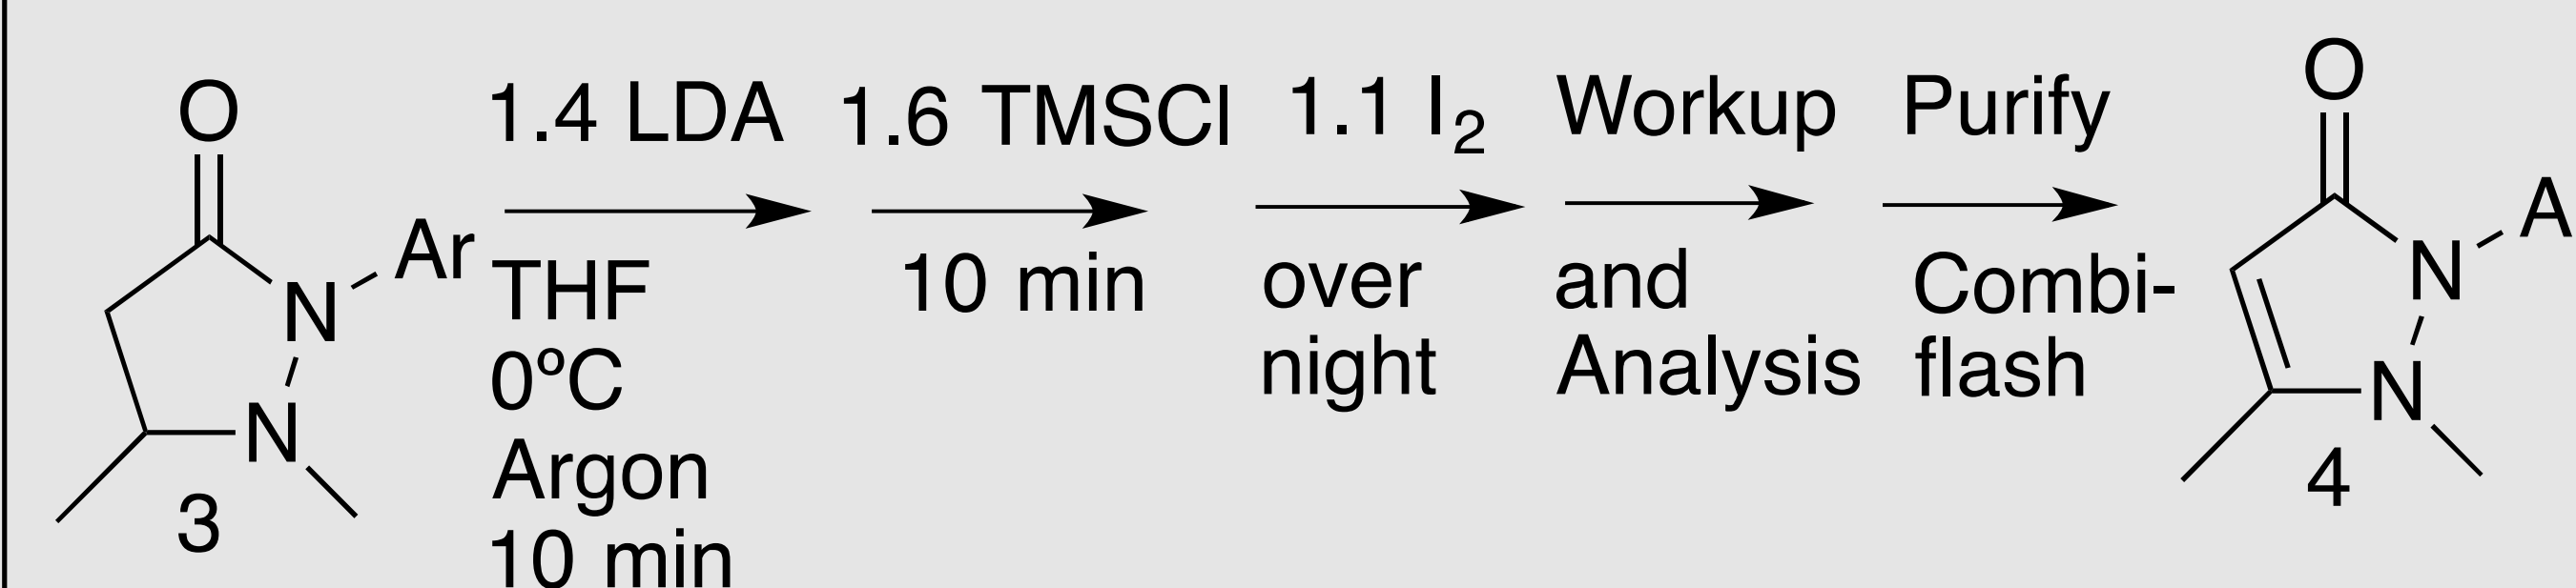 O
Ar
N
N
3
1.4 LDA
THF
0ºC
Argon
10 min
1.6 TMSCl
10 min
1.1 I2
over
night
Workup
and
Analysis
Purify
Combi-
flash
O
A
N
N
4